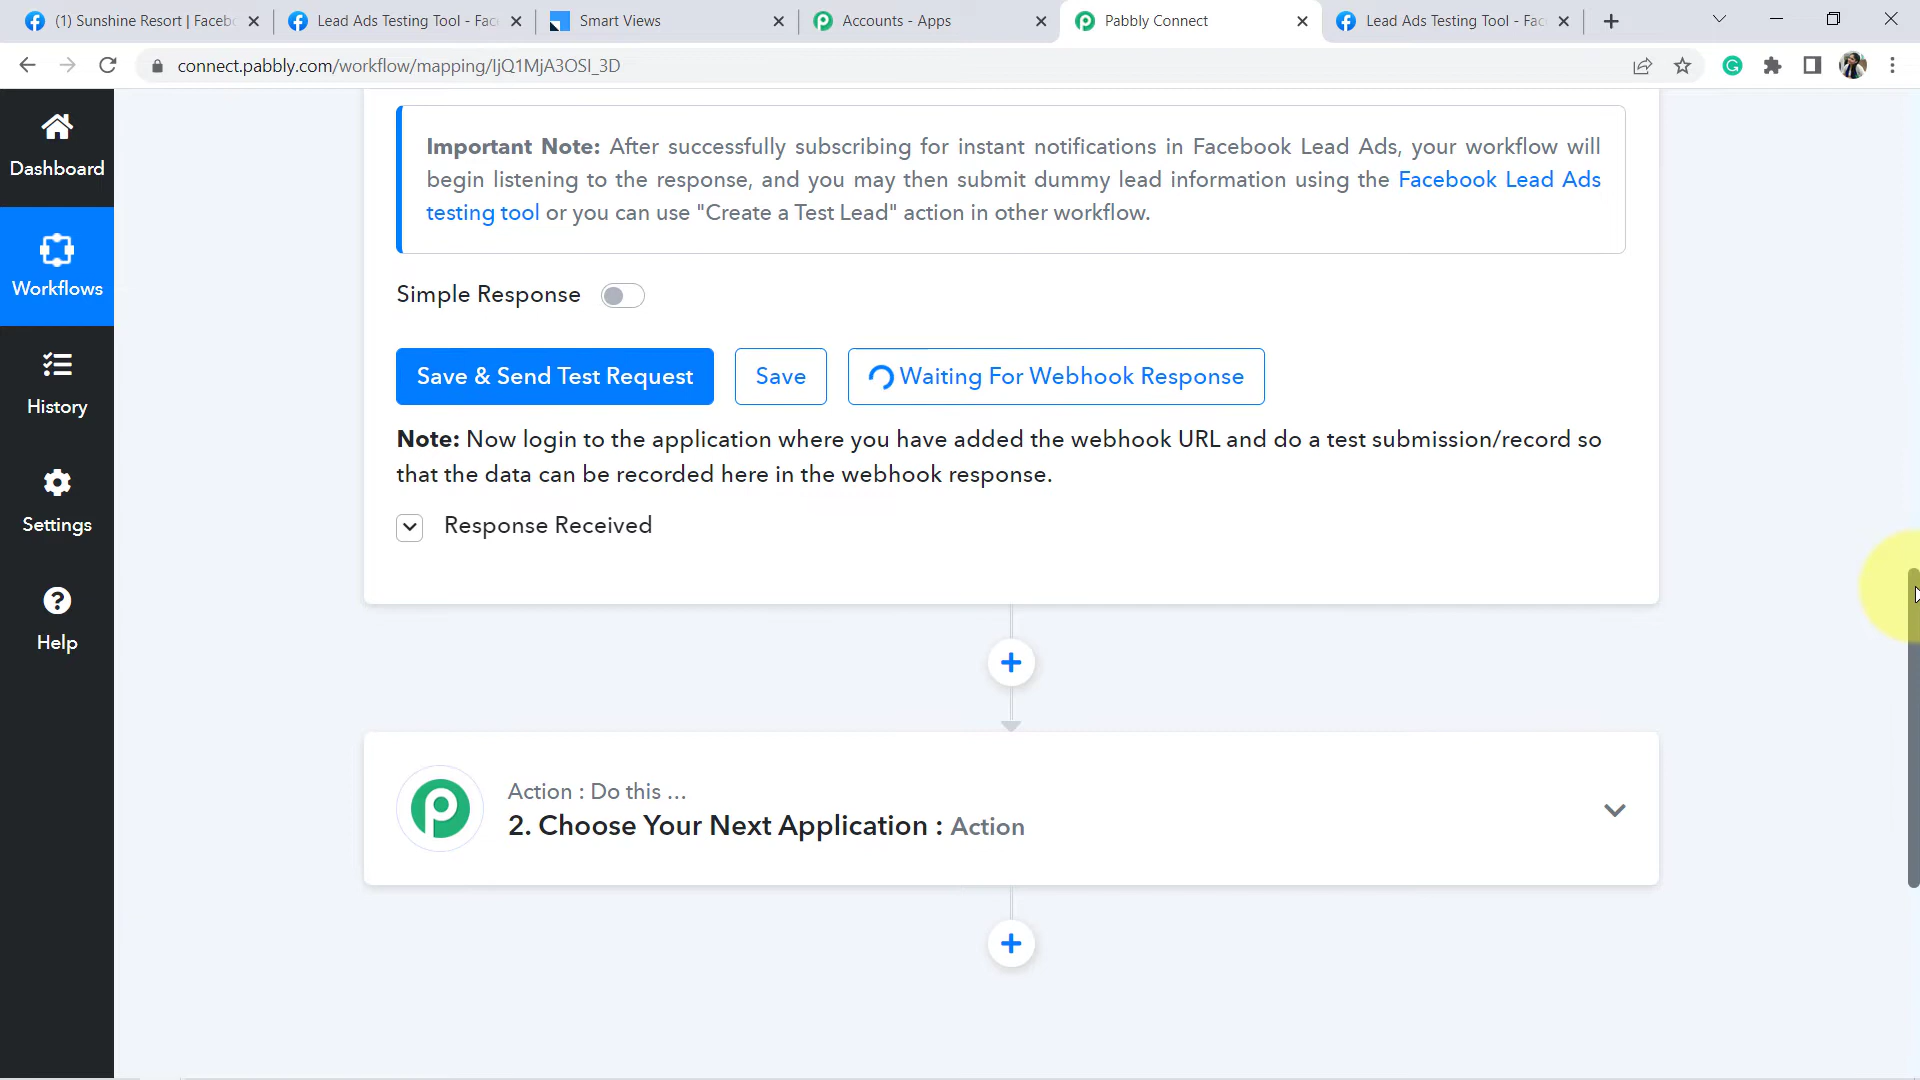 (1) Sunshine Resort | Facebo
Lead Ads Testing Tool - Fac
Smart Views
Accounts - Apps
Pabbly Connect
Lead Ads Testing Tool - Fac
connect.pabbly.com/workflow/mapping/IjQ1MjA3OSI_3D
Dashboard
Workflows
History
Settings
Help
Important Note: After successfully subscribing for instant notifications in Facebook Lead Ads, your workflow will
begin listening to the response, and you may then submit dummy lead information using the Facebook Lead Ads
testing tool or you can use "Create a Test Lead" action in other workflow.
Simple Response
Save & Send Test Request
Save
Waiting For Webhook Response
Note: Now login to the application where you have added the webhook URL and do a test submission/record so
that the data can be recorded here in the webhook response.
Response Received
Action : Do this ...
2. Choose Your Next Application : Action